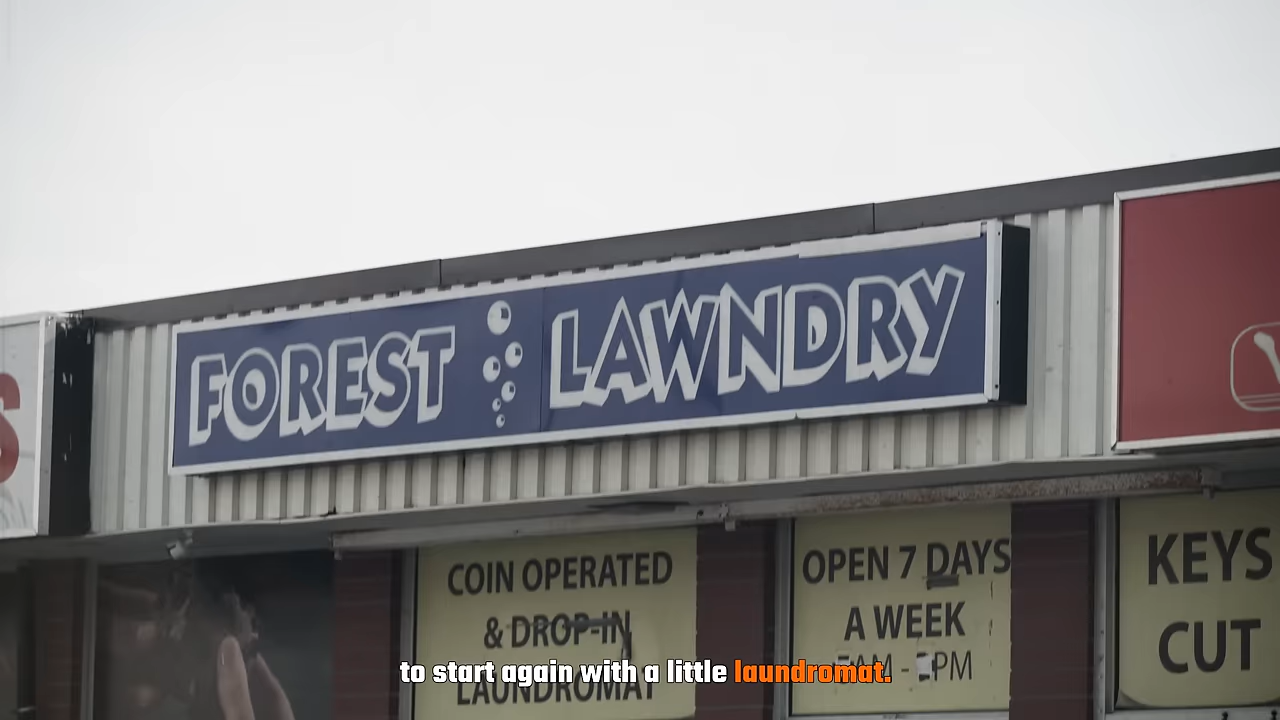 FOREST LAWNDRY
COIN OPERATED
& DROP-IN
LAUNDROMAT
OPEN 7 DAYS
A WEEK
KEYS
CUT
to start again with a little laundromat.